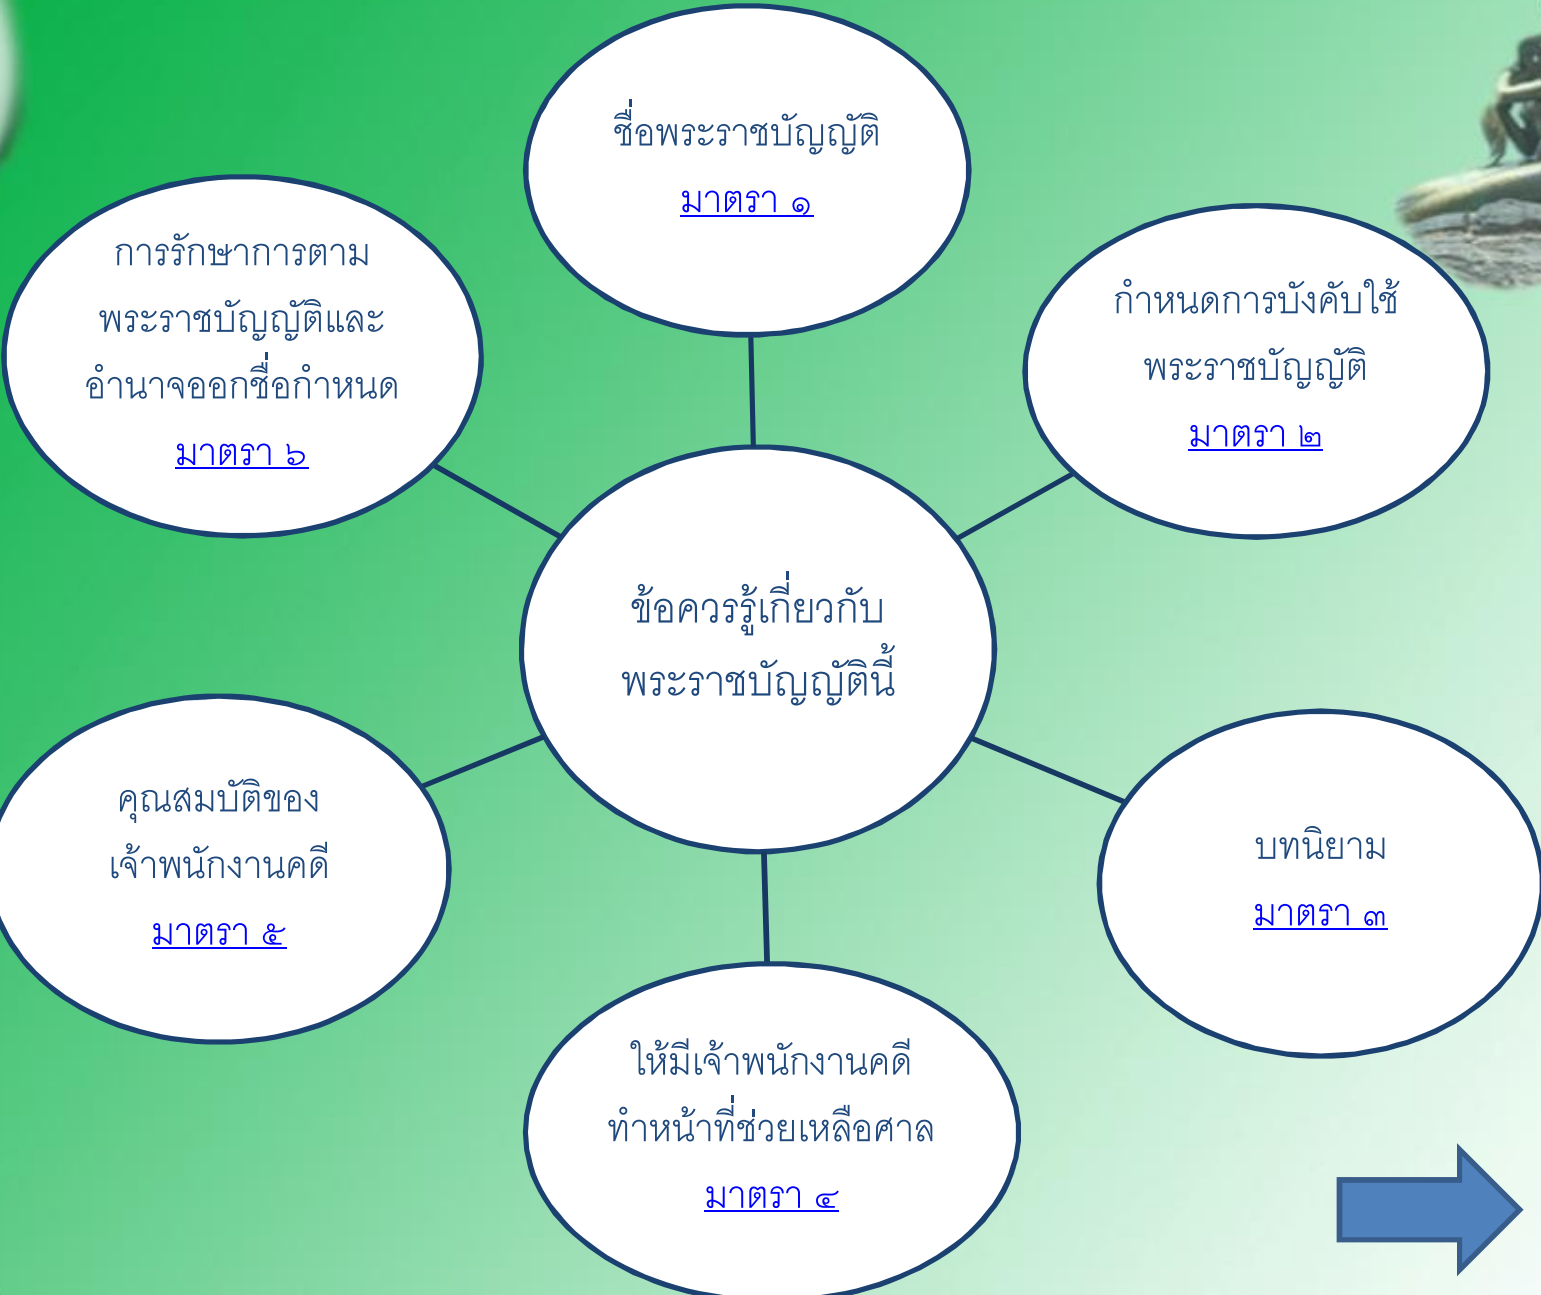 ชื่อพระราชบัญญัติ
มาตรา ๑
กำหนดการบังคับใช้
พระราชบัญญัติ
มาตรา ๒
บทนิยาม
มาตรา ๓
ให้มีเจ้าพนักงานคดี
ทำหน้าที่ช่วยเหลือศาล
มาตรา ๔
คุณสมบัติของ
เจ้าพนักงานคดี
มาตรา ๕
การรักษาการตาม
พระราชบัญญัติและ
อำนาจออกชื่อกำหนด
มาตรา ๖
ข้อควรรู้เกี่ยวกับ
พระราชบัญญัตินี้